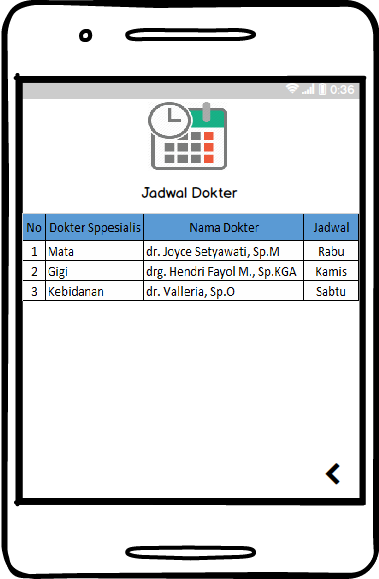 0:36
Jadwal Dokter
No Dokter Sppesialis Nama Dokter Jadwal
1 Mata dr. Joyce Setyawati, Sp.M Rabu
2 Gigi drg. Hendri Fayol M., Sp.KGA Kamis
3 Kebidanan dr. Valleria, Sp.O Sabtu